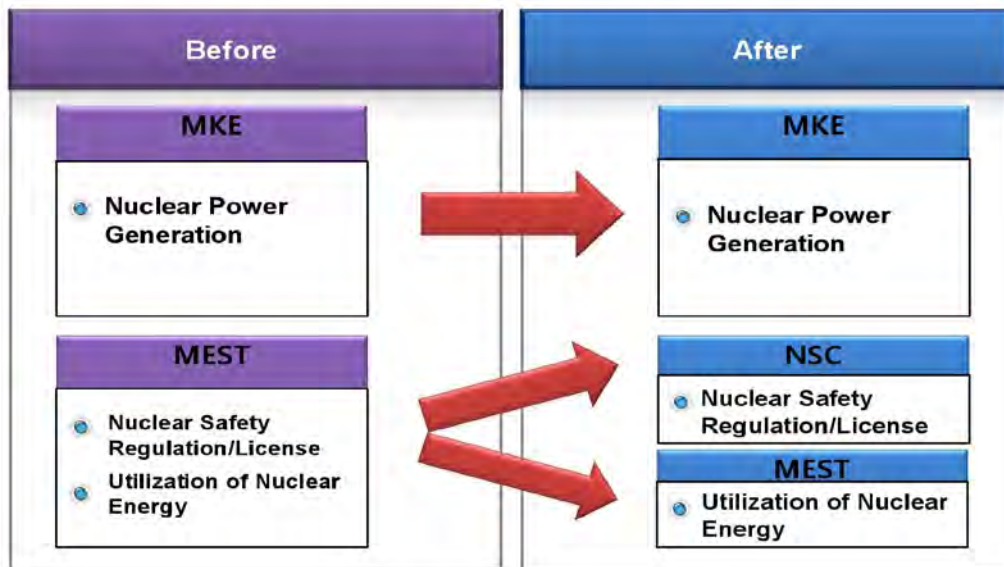 Before
MKE
Nuclear Power
Generation
MEST
Nuclear Safety
Regulation/License
Utilization of Nuclear
Energy
After
MKE
Nuclear Power
Generation
NSC
Nuclear Safety
Regulation/License
MEST
Utilization of Nuclear
Energy